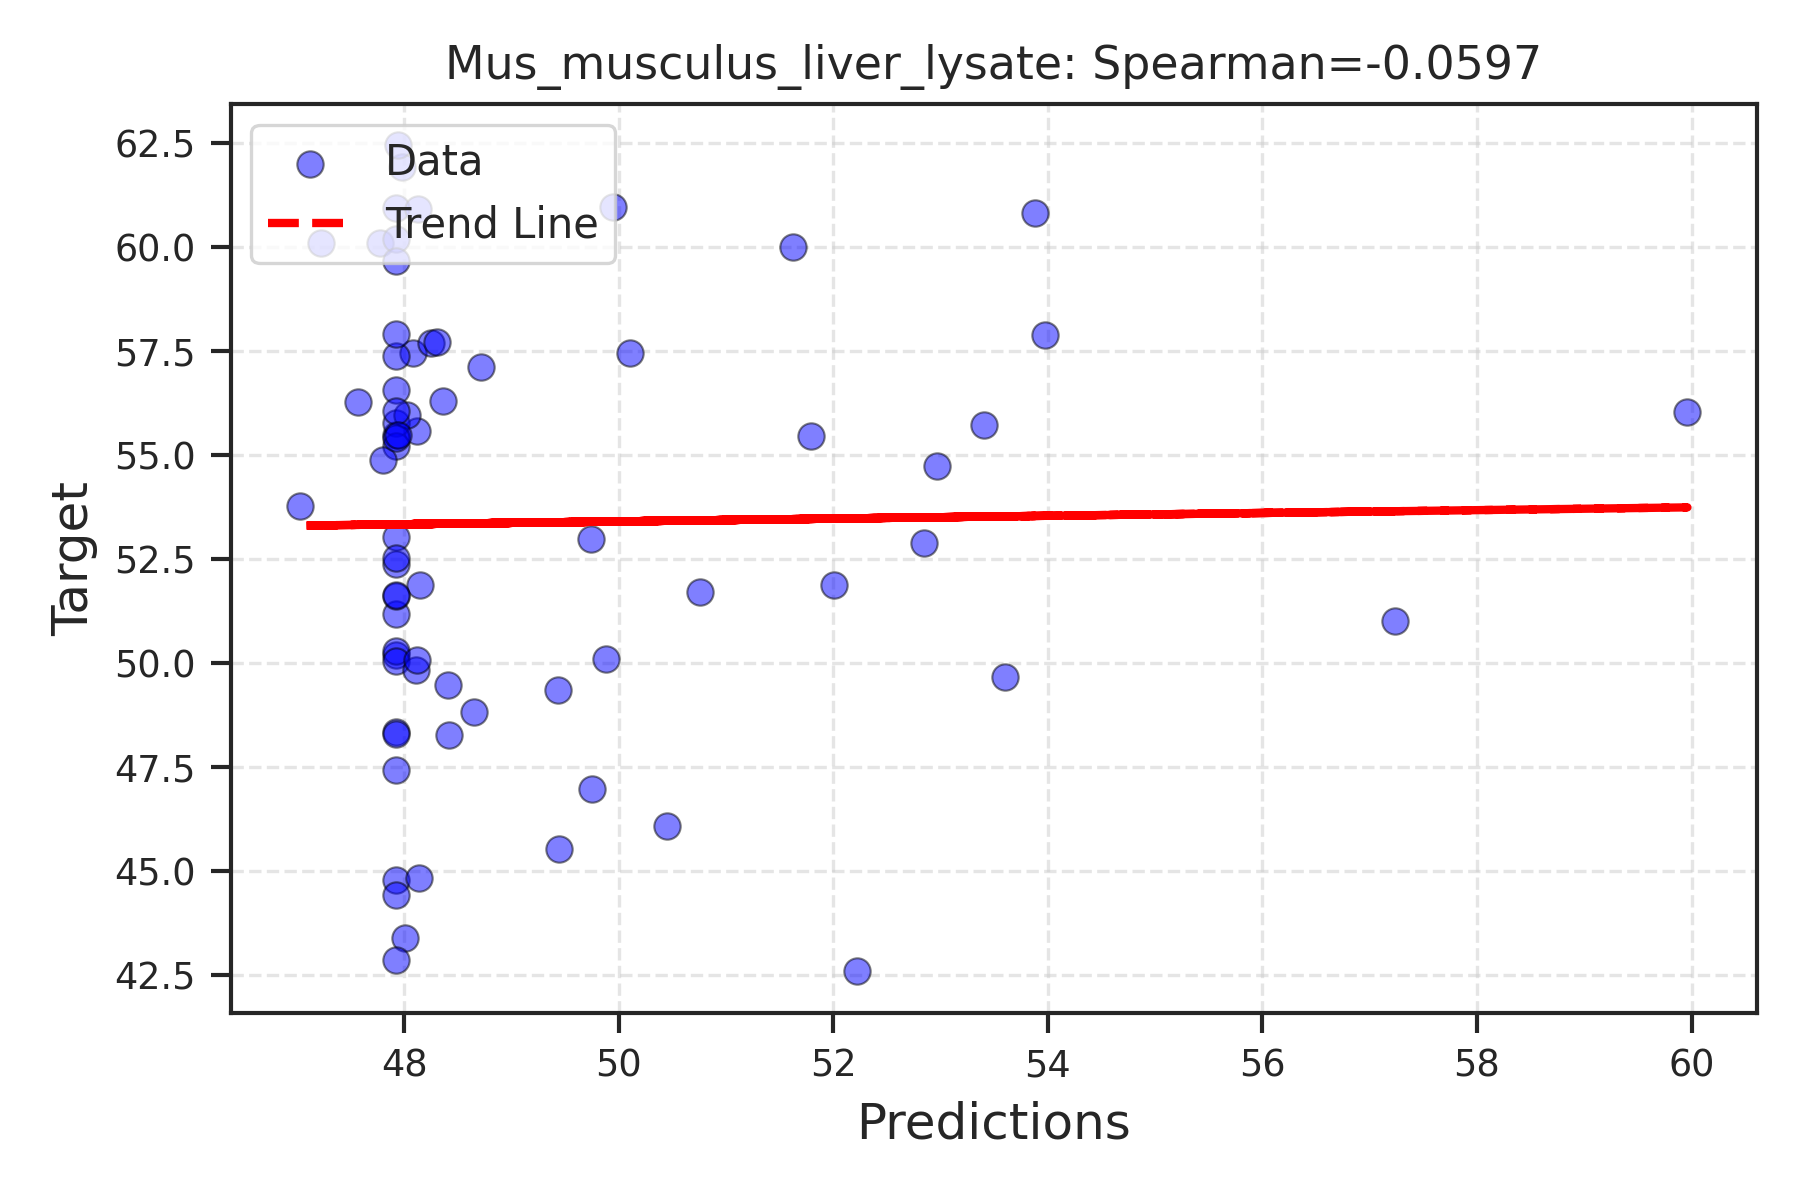 Mus_musculus_liver_lysate: Spearman=-0.0597
Data
Trend Line
62.5
60.0
57.5
55.0
52.5
50.0
47.5
45.0
42.5
Target
48 50 52 54 56 58 60
Predictions